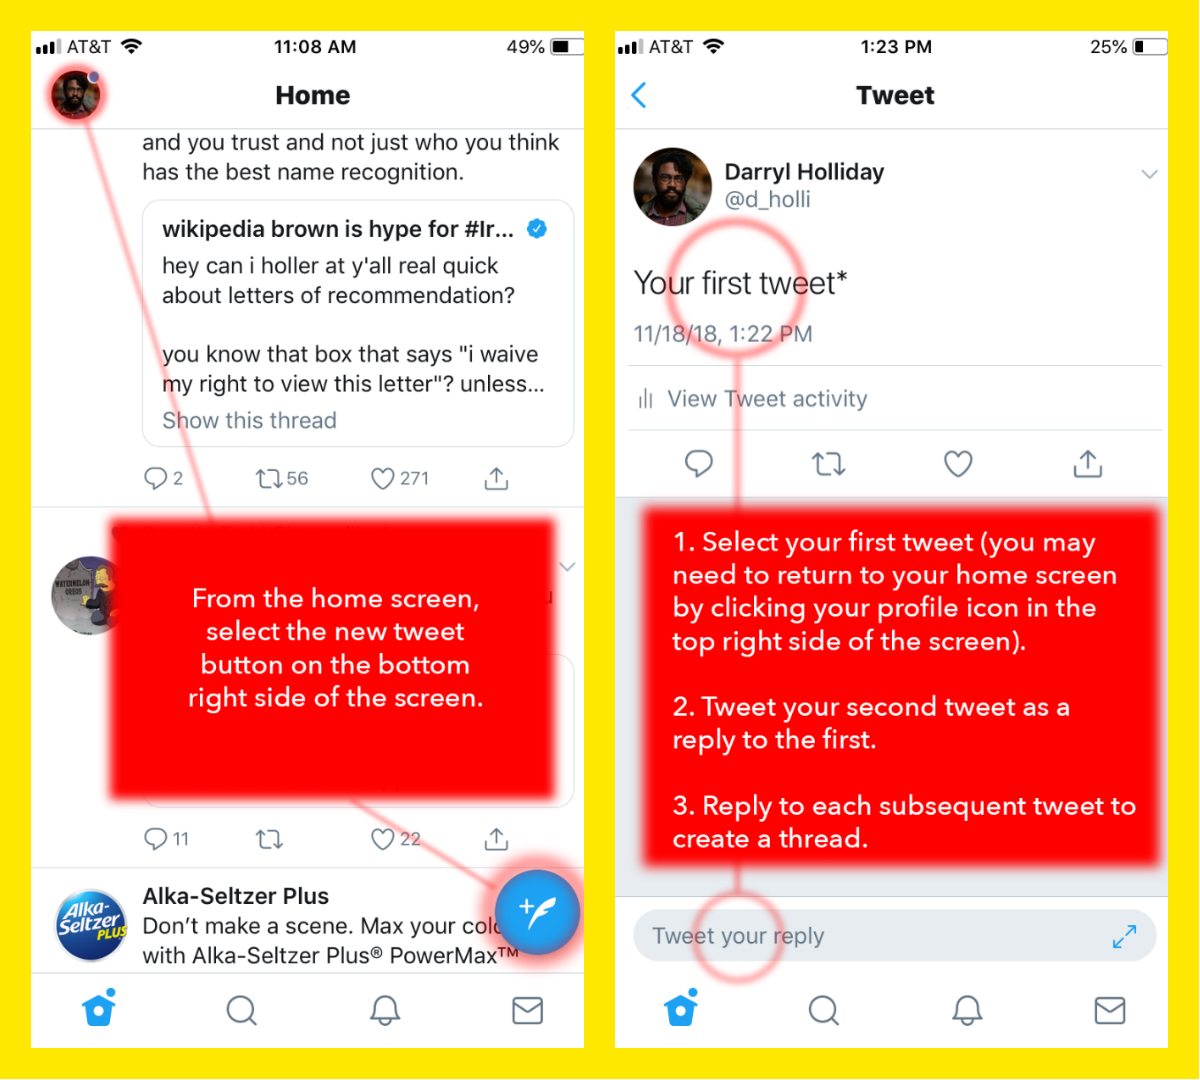 AT&T 11:08 AM 49%
Home
and you trust and not just who you think
has the best name recognition.
wikipedia brown is hype for #Ir...
hey can i holler at y'all real quick
about letters of recommendation?
you know that box that says "i waive
my right to view this letter"? unless...
Show this thread
2 56 271
WATERMELON
SEEDS
From the home screen,
select the new tweet
button on the bottom
right side of the screen.
11 22
Alka-
Seltzer
PLUS
Alka-Seltzer Plus
Don't make a scene. Max your cold
with Alka-Seltzer Plus® PowerMax™
AT&T 1:23 PM 25%
Tweet
Darryl Holliday
@d_holli
Your first tweet*
11/18/18, 1:22 PM
View Tweet activity
1. Select your first tweet (you may
need to return to your home screen
by clicking your profile icon in the
top right side of the screen).
2. Tweet your second tweet as a
reply to the first.
3. Reply to each subsequent tweet to
create a thread.
Tweet your reply